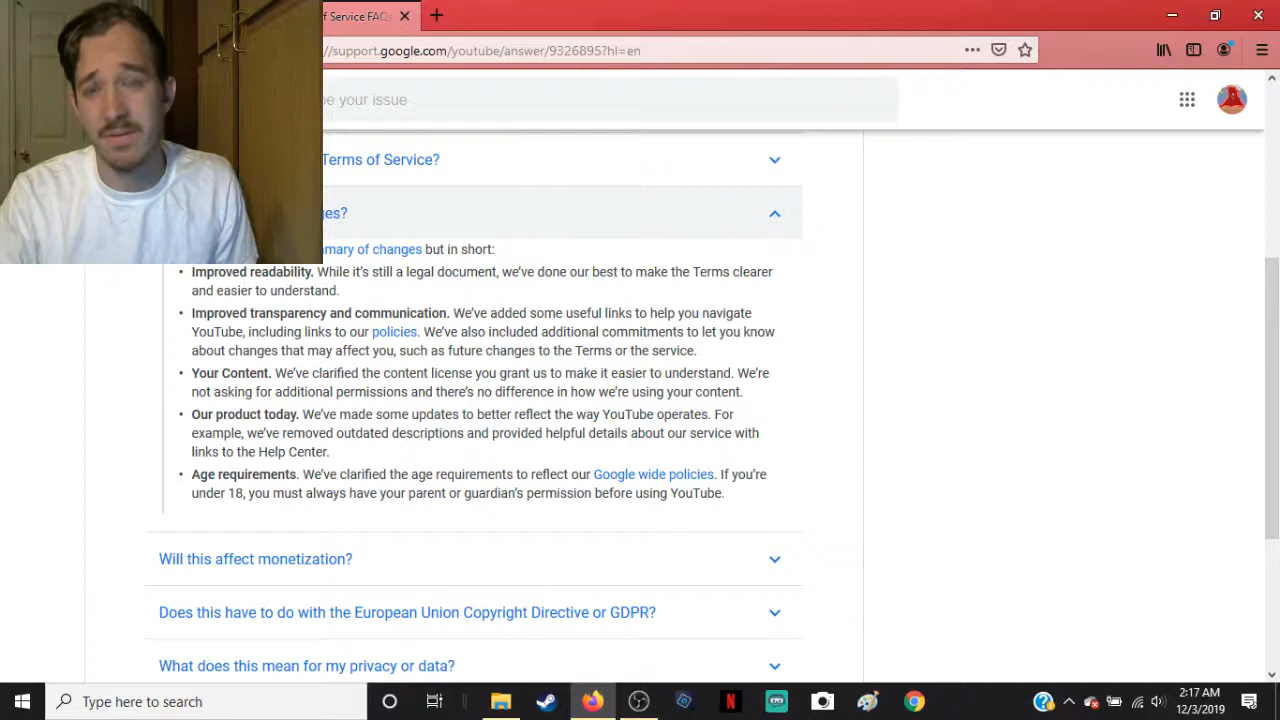 of Service FAQ
//support.google.com/youtube/answer/9326895?hl=en
be your issue
Terms of Service?
ges?
mmary of changes but in short:
• Improved readability. While it's still a legal document, we've done our best to make the Terms clearer
and easier to understand.
• Improved transparency and communication. We've added some useful links to help you navigate
YouTube, including links to our policies. We've also included additional commitments to let you know
about changes that may affect you, such as future changes to the Terms or the service.
• Your Content. We've clarified the content license you grant us to make it easier to understand. We're
not asking for additional permissions and there's no difference in how we're using your content.
• Our product today. We've made some updates to better reflect the way YouTube operates. For
example, we've removed outdated descriptions and provided helpful details about our service with
links to the Help Center.
• Age requirements. We've clarified the age requirements to reflect our Google wide policies. If you're
under 18, you must always have your parent or guardian's permission before using YouTube.
Will this affect monetization?
Does this have to do with the European Union Copyright Directive or GDPR?
What does this mean for my privacy or data?
Type here to search
2:17 AM
12/3/2019